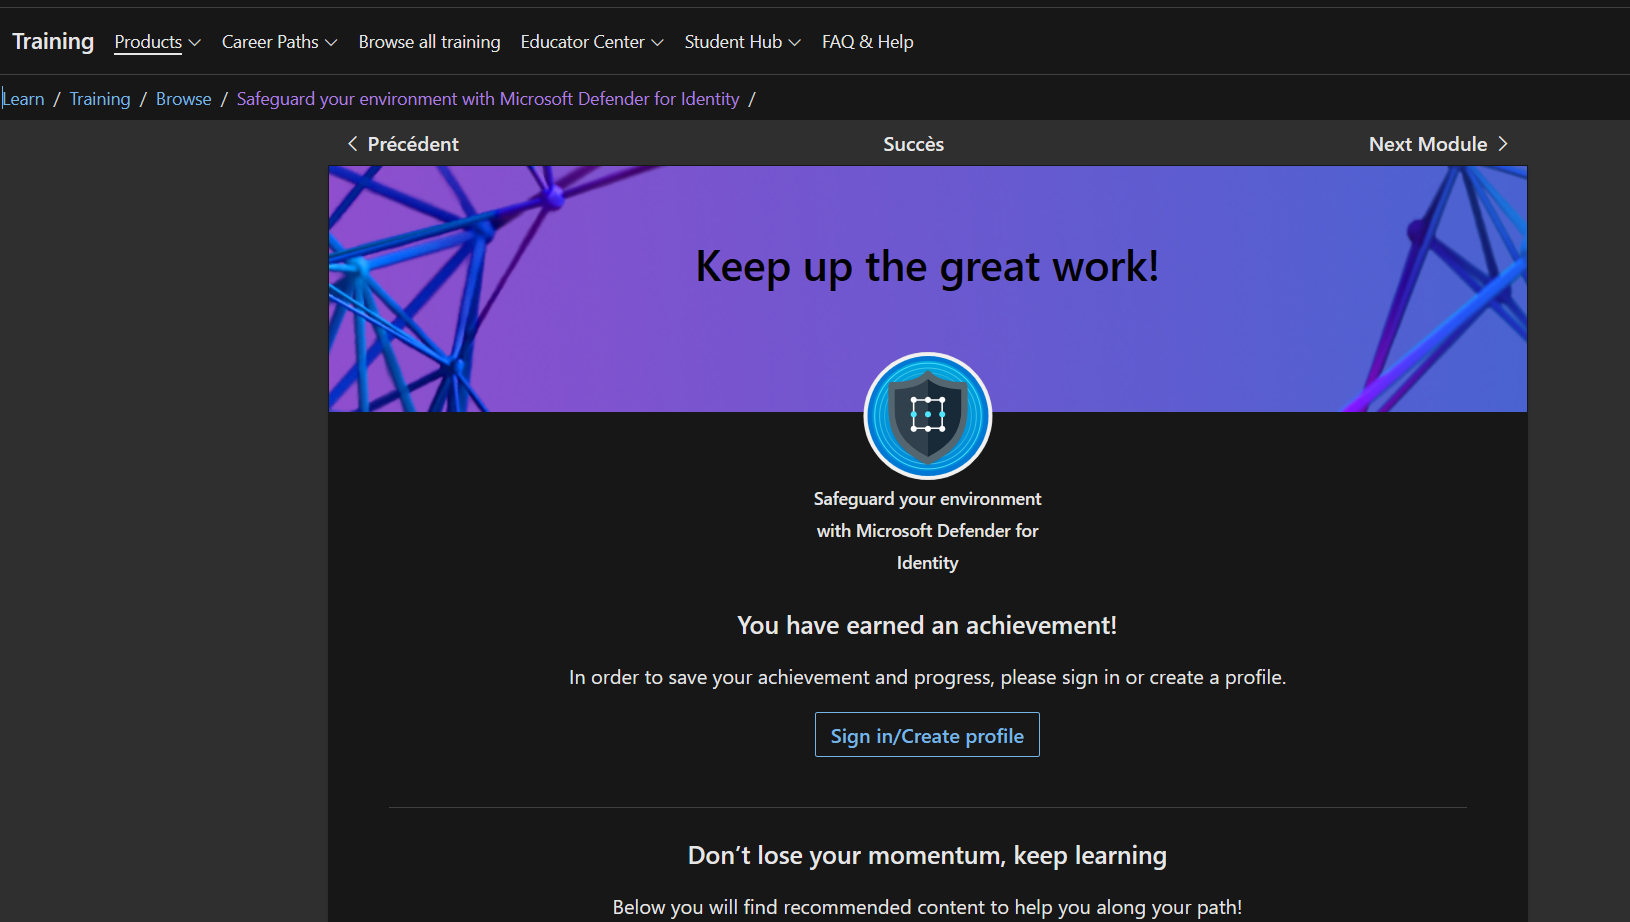 Training Products Career Paths Browse all training Educator Center Student Hub FAQ & Help
Learn / Training / Browse / Safeguard your environment with Microsoft Defender for Identity /
Précédent Succès Next Module
Keep up the great work!
Safeguard your environment
with Microsoft Defender for
Identity
You have earned an achievement!
In order to save your achievement and progress, please sign in or create a profile.
Sign in/Create profile
Don’t lose your momentum, keep learning
Below you will find recommended content to help you along your path!